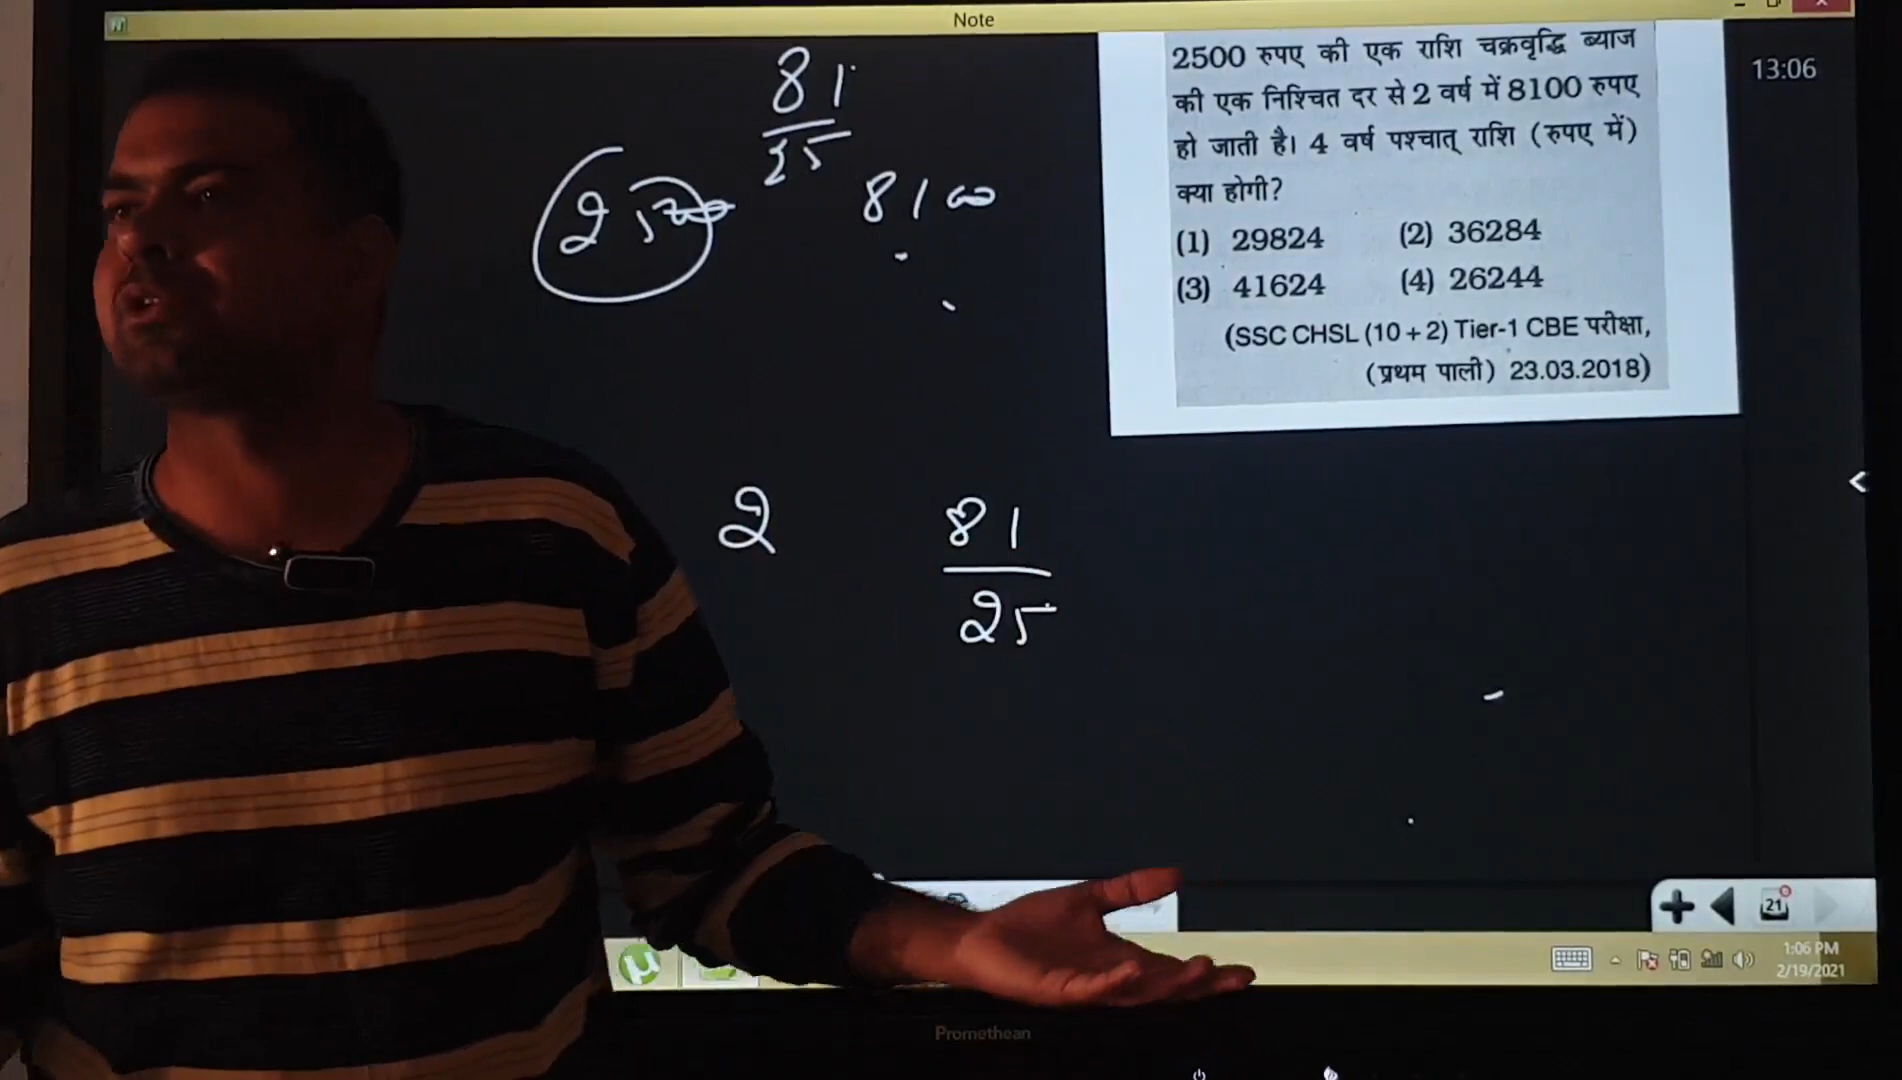 Note
2500 रुपए की एक राशि चक्रवृद्धि ब्याज
की एक निश्चित दर से 2 वर्ष में 8100 रुपए
हो जाती है। 4 वर्ष पश्चात् राशि (रुपए में)
क्या होगी?
(1) 29824 (2) 36284
(3) 41624 (4) 26244
(SSC CHSL (10 + 2) Tier-1 CBE परीक्षा,
(प्रथम पाली) 23.03.2018)
13:06
81
25
2500
8100
2
81
25
21
1:06 PM
2/19/2021
Promethean